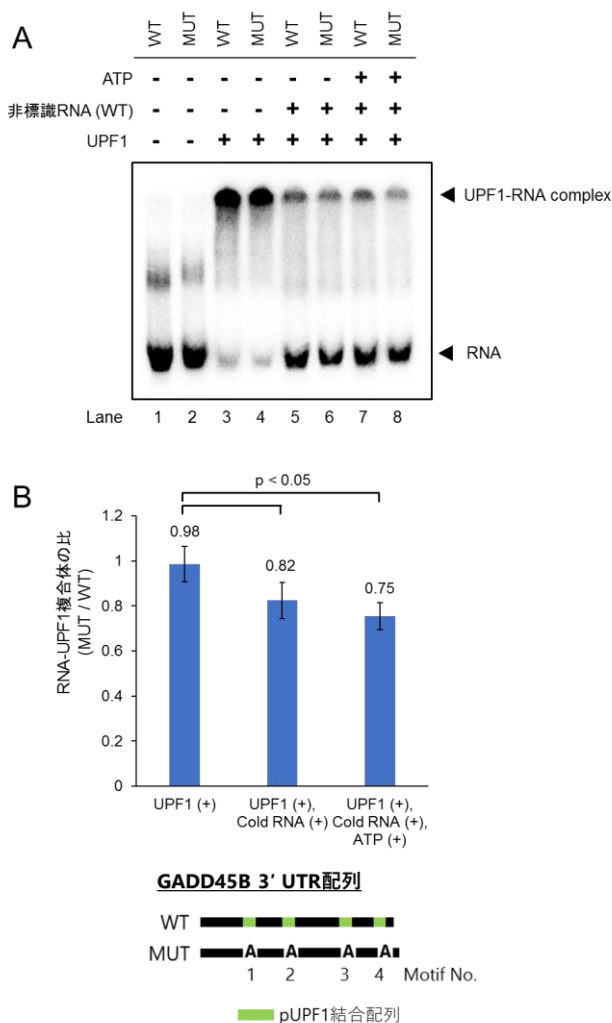 A
WT MUT WT MUT WT MUT WT MUT
ATP - - - - - - + +
非標識RNA (WT) - - - - + + + +
UPF1 - - + + + + + +
UPF1-RNA complex
RNA
Lane 1 2 3 4 5 6 7 8
B
p < 0.05
RNA-UPF1複合体の比
(MUT / WT)
1.2
1
0.8
0.6
0.4
0.2
0
0.98
0.82
0.75
UPF1 (+)
UPF1 (+),
Cold RNA (+)
UPF1 (+),
Cold RNA (+),
ATP (+)
GADD45B 3′ UTR配列
WT
MUT A A A A
1 2 3 4 Motif No.
pUPF1結合配列